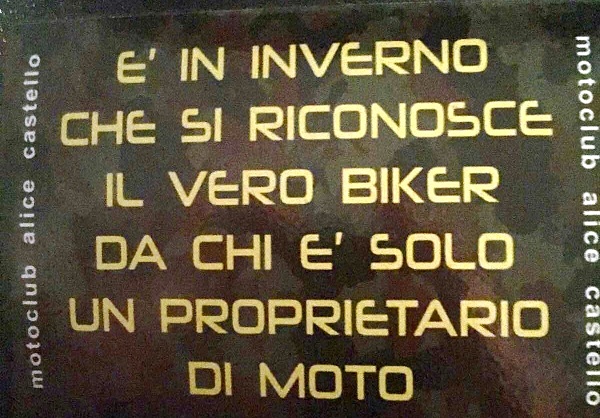 E' IN INVERNO
CHE SI RICONOSCE
IL VERO BIKER
DA CHI E' SOLO
UN PROPRIETARIO
DI MOTO
motoclub alice castello
motoclub alice castello